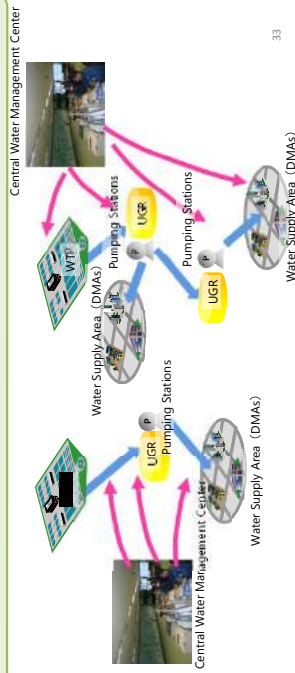 Central Water Management Center
UGR
P
Pumping Stations
Water Supply Area (DMAs)
Central Water Management Center
WTP
Water Supply Area (DMAs)
Pumping Stations
P
UGR
Pumping Stations
UGR
P
Water Supply Area (DMAs)
33